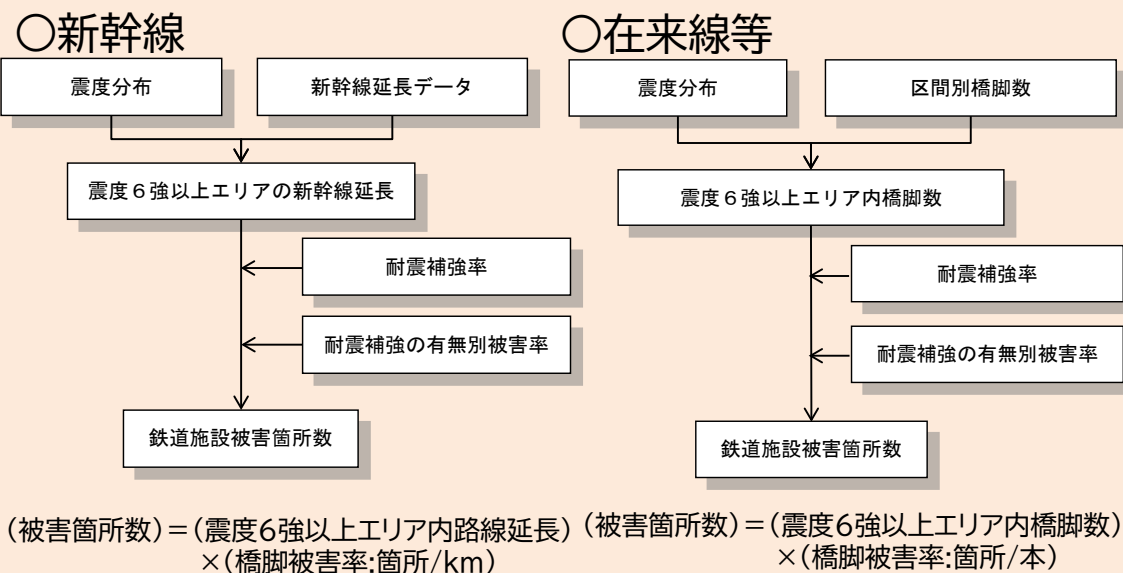 〇新幹線
震度分布
新幹線延長データ
震度６強以上エリアの新幹線延長
耐震補強率
耐震補強の有無別被害率
鉄道施設被害箇所数
(被害箇所数)＝(震度6強以上エリア内路線延長)
×(橋脚被害率:箇所/km)
〇在来線等
震度分布
区間別橋脚数
震度６強以上エリア内橋脚数
耐震補強率
耐震補強の有無別被害率
鉄道施設被害箇所数
(被害箇所数)＝(震度6強以上エリア内橋脚数)
×(橋脚被害率:箇所/本)